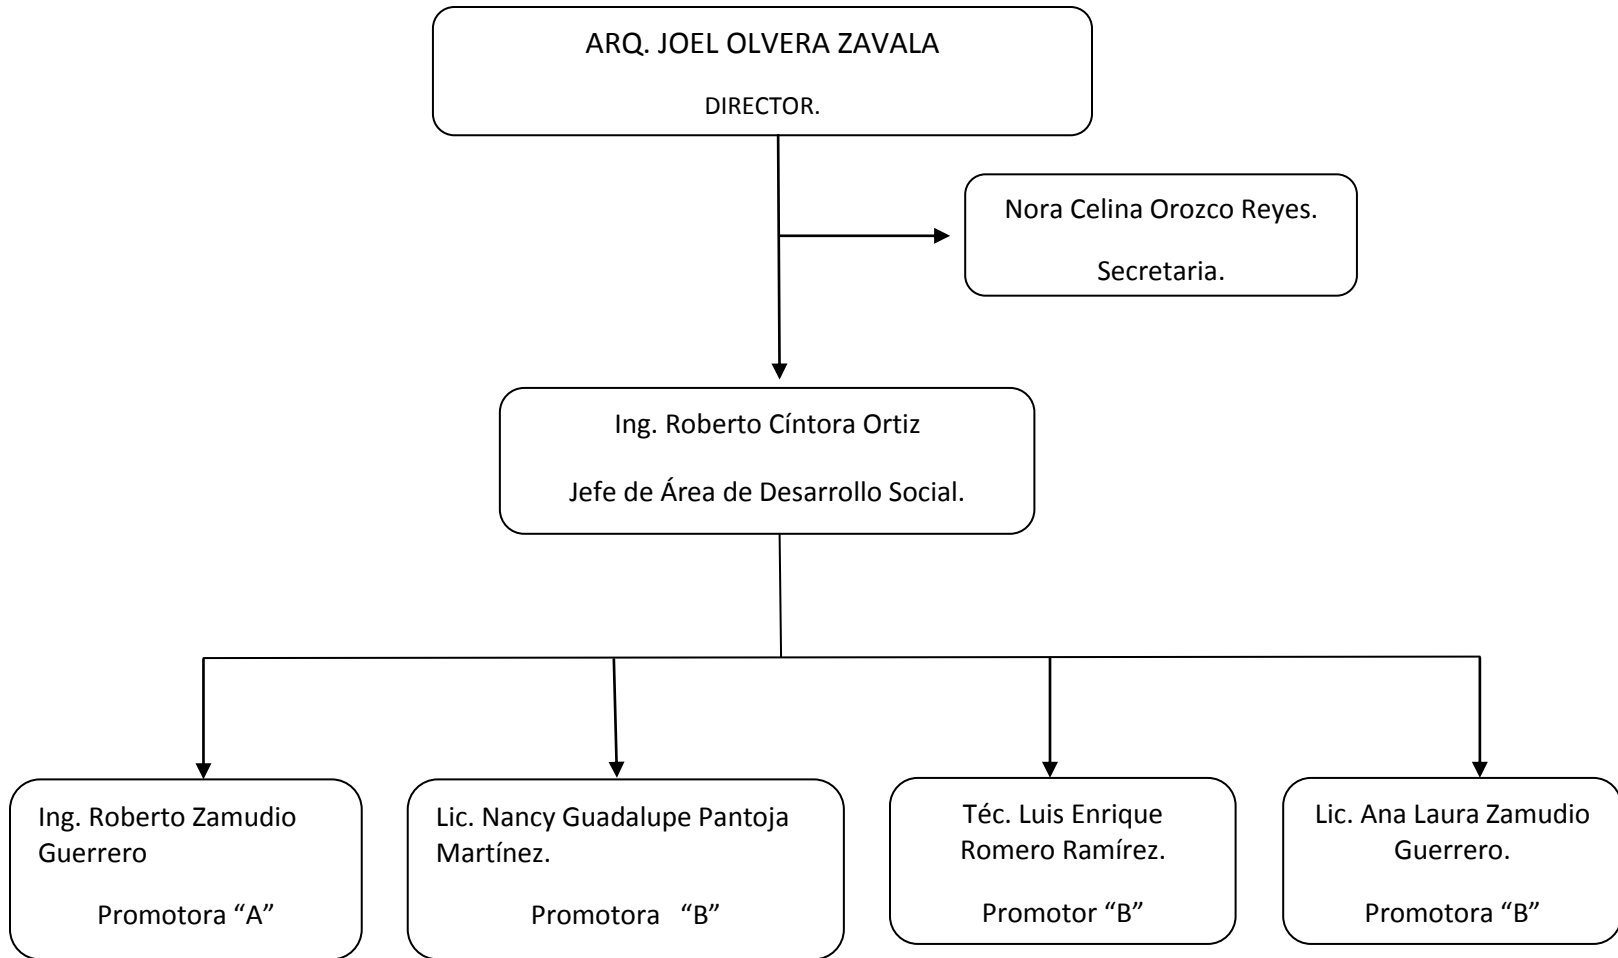 ARQ. JOEL OLVERA ZAVALA
DIRECTOR.
Nora Celina Orozco Reyes.
Secretaria.
Ing. Roberto Cíntora Ortiz
Jefe de Área de Desarrollo Social.
Ing. Roberto Zamudio
Guerrero
Promotora “A”
Lic. Nancy Guadalupe Pantoja
Martínez.
Promotora “B”
Téc. Luis Enrique
Romero Ramírez.
Promotor “B”
Lic. Ana Laura Zamudio
Guerrero.
Promotora “B”